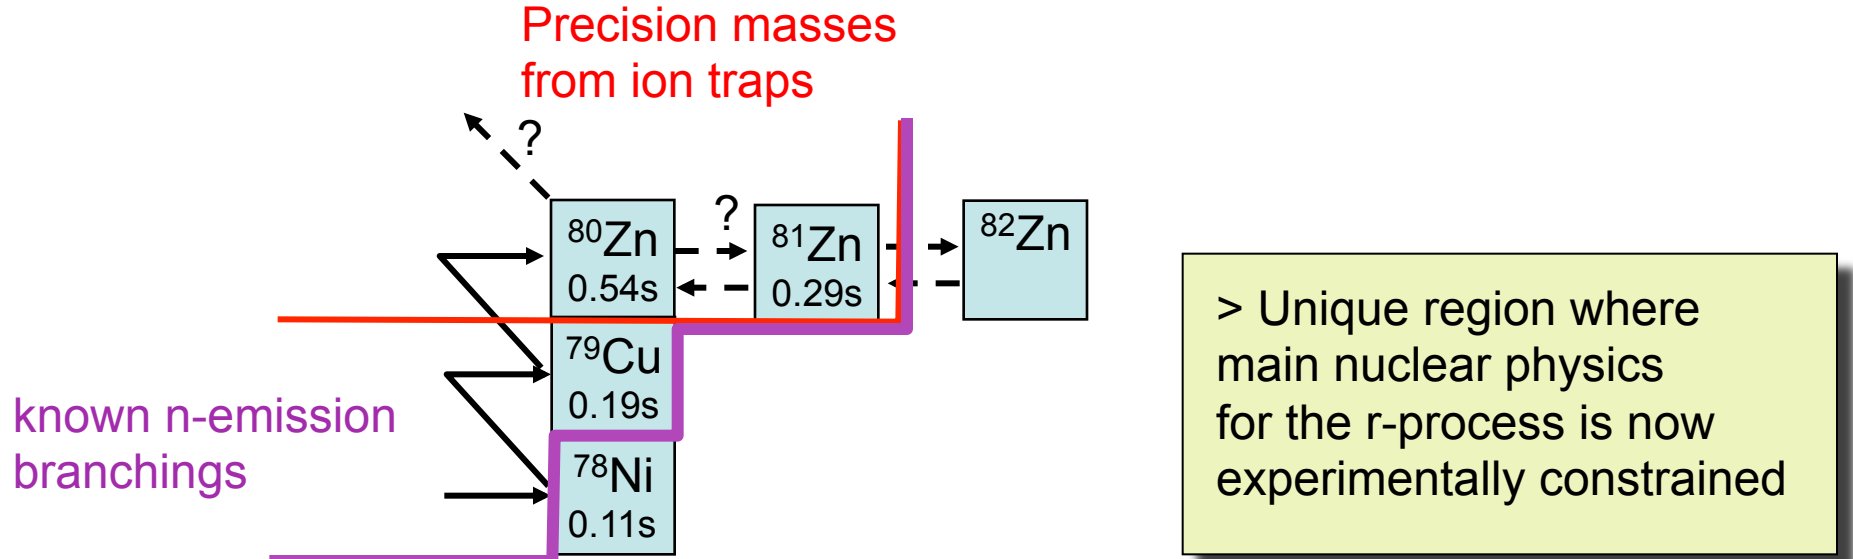 Precision masses
from ion traps
?
?
⁸⁰Zn
0.54s
⁸¹Zn
0.29s
⁸²Zn
⁷⁹Cu
0.19s
known n-emission
branchings
⁷⁸Ni
0.11s
> Unique region where
main nuclear physics
for the r-process is now
experimentally constrained